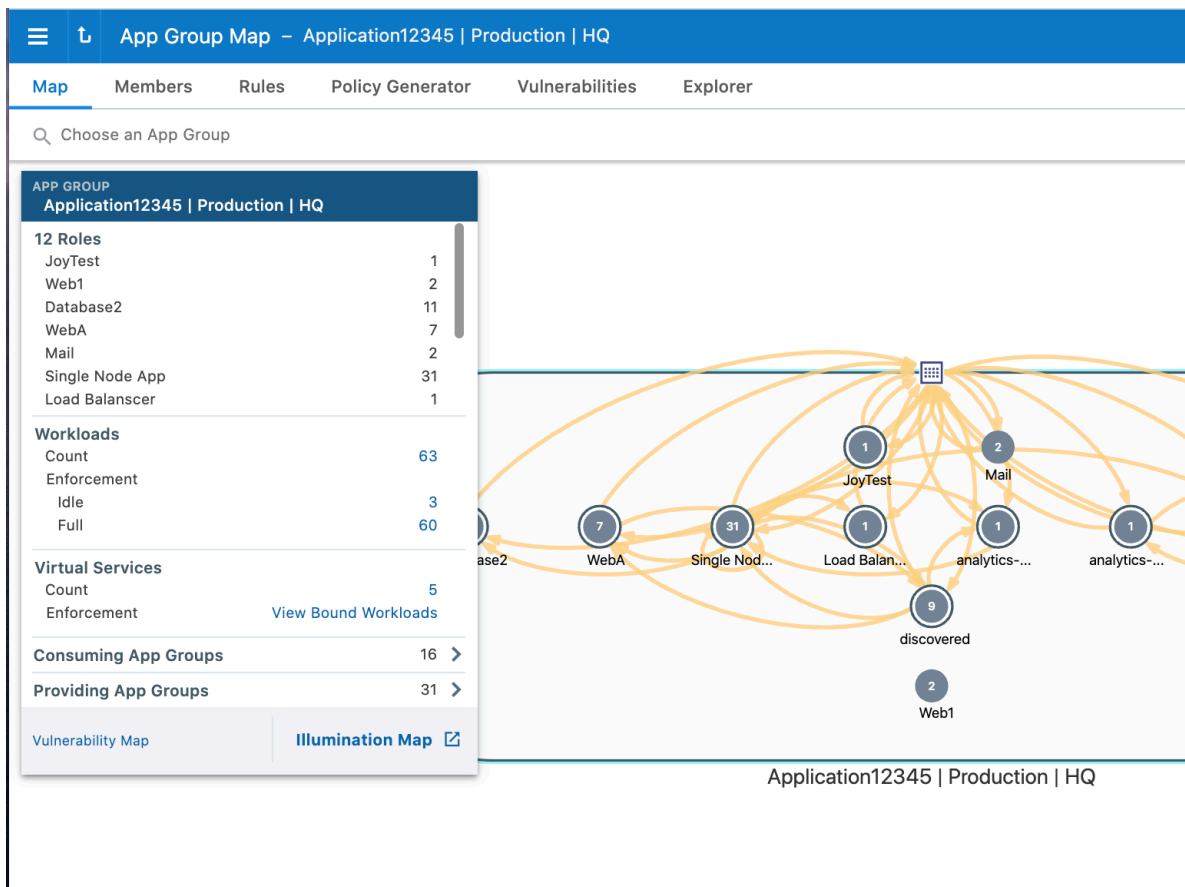 App Group Map – Application12345 | Production | HQ
Map Members Rules Policy Generator Vulnerabilities Explorer
Choose an App Group
APP GROUP
Application12345 | Production | HQ
12 Roles
JoyTest 1
Web1 2
Database2 11
WebA 7
Mail 2
Single Node App 31
Load Balanscer 1
Workloads
Count 63
Enforcement
Idle 3
Full 60
Virtual Services
Count 5
Enforcement View Bound Workloads
Consuming App Groups 16
Providing App Groups 31
Vulnerability Map Illumination Map
1
JoyTest
2
Mail
ase2
7
WebA
31
Single Nod...
1
Load Balan...
1
analytics-...
1
analytics-...
9
discovered
2
Web1
Application12345 | Production | HQ